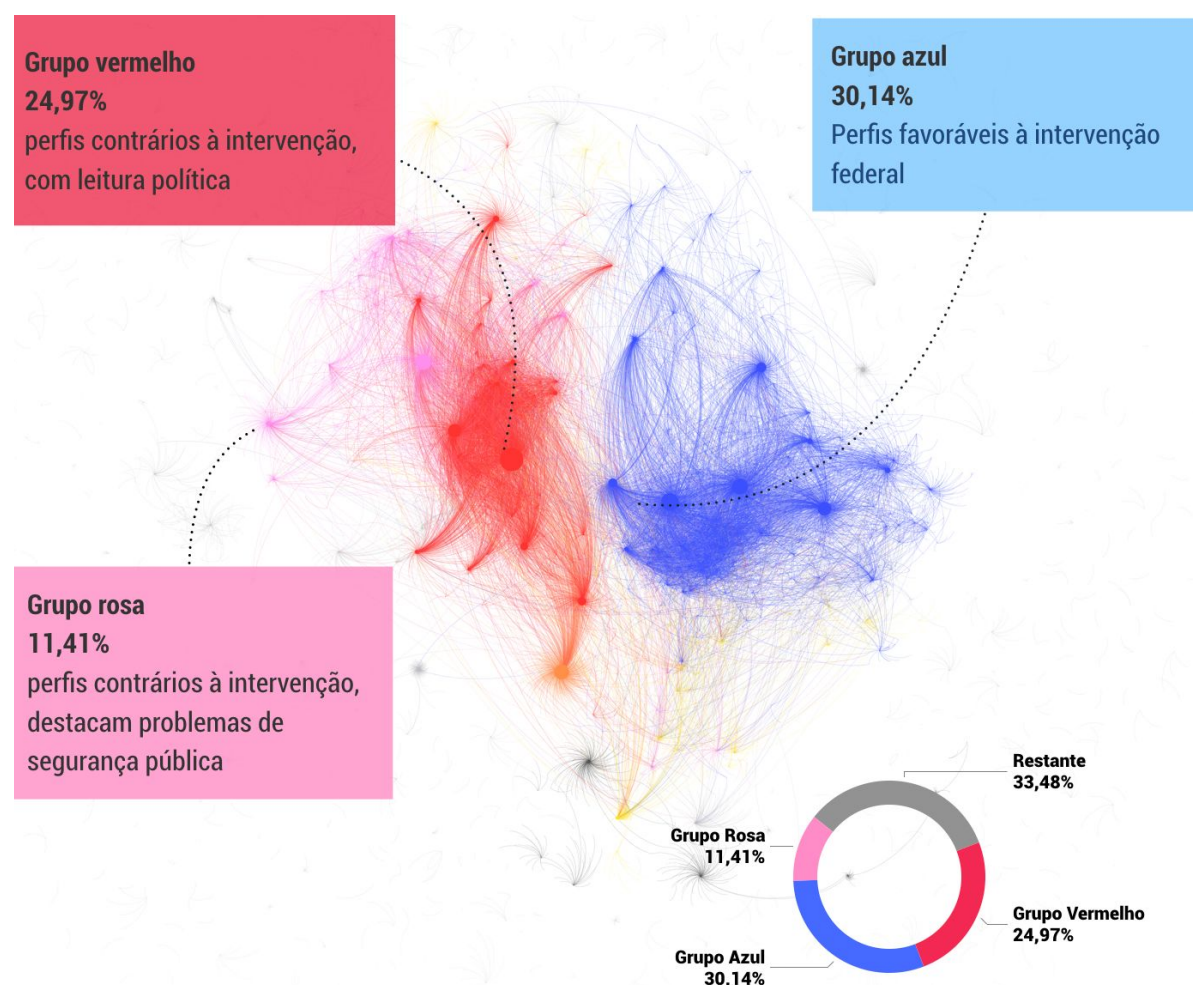 Grupo vermelho
24,97%
perfis contrários à intervenção,
com leitura política
Grupo azul
30,14%
Perfis favoráveis à intervenção
federal
Grupo rosa
11,41%
perfis contrários à intervenção,
destacam problemas de
segurança pública
Restante
33,48%
Grupo Rosa
11,41%
Grupo Vermelho
24,97%
Grupo Azul
30,14%